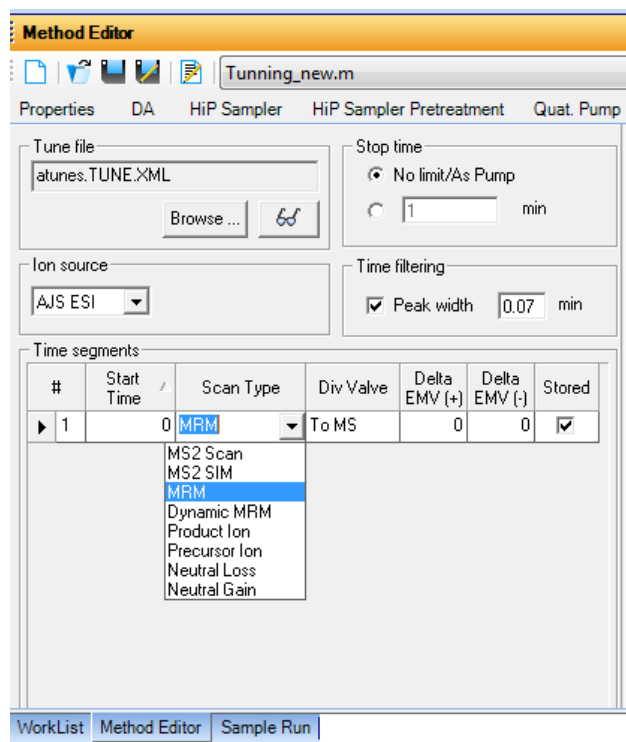 Method Editor
Tunning_new.m
Properties DA HiP Sampler HiP Sampler Pretreatment Quat. Pump
Tune file
atunes.TUNE.XML
Browse ...
Stop time
No limit/As Pump
1 min
Ion source
AJS ESI
Time filtering
Peak width 0.07 min
Time segments
# Start Time Scan Type Div Valve Delta EMV (+) Delta EMV (-) Stored
1 0 MRM To MS 0 0
MS2 Scan
MS2 SIM
MRM
Dynamic MRM
Product Ion
Precursor Ion
Neutral Loss
Neutral Gain
WorkList Method Editor Sample Run